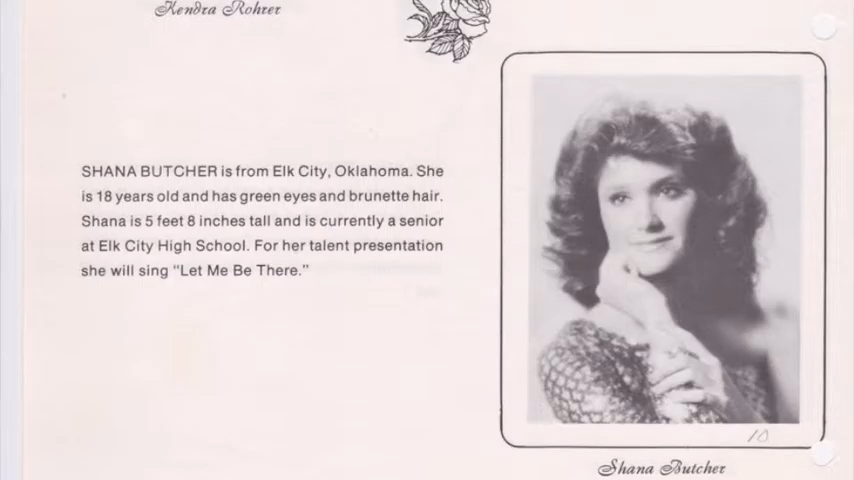 Kendra Rohrer
SHANA BUTCHER is from Elk City, Oklahoma. She
is 18 years old and has green eyes and brunette hair.
Shana is 5 feet 8 inches tall and is currently a senior
at Elk City High School. For her talent presentation
she will sing “Let Me Be There.”
10
Shana Butcher